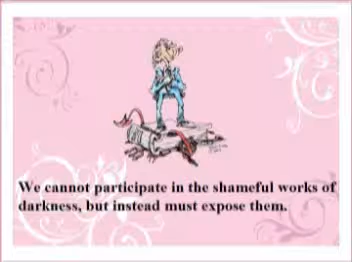 We cannot participate in the shameful works of
darkness, but instead must expose them.